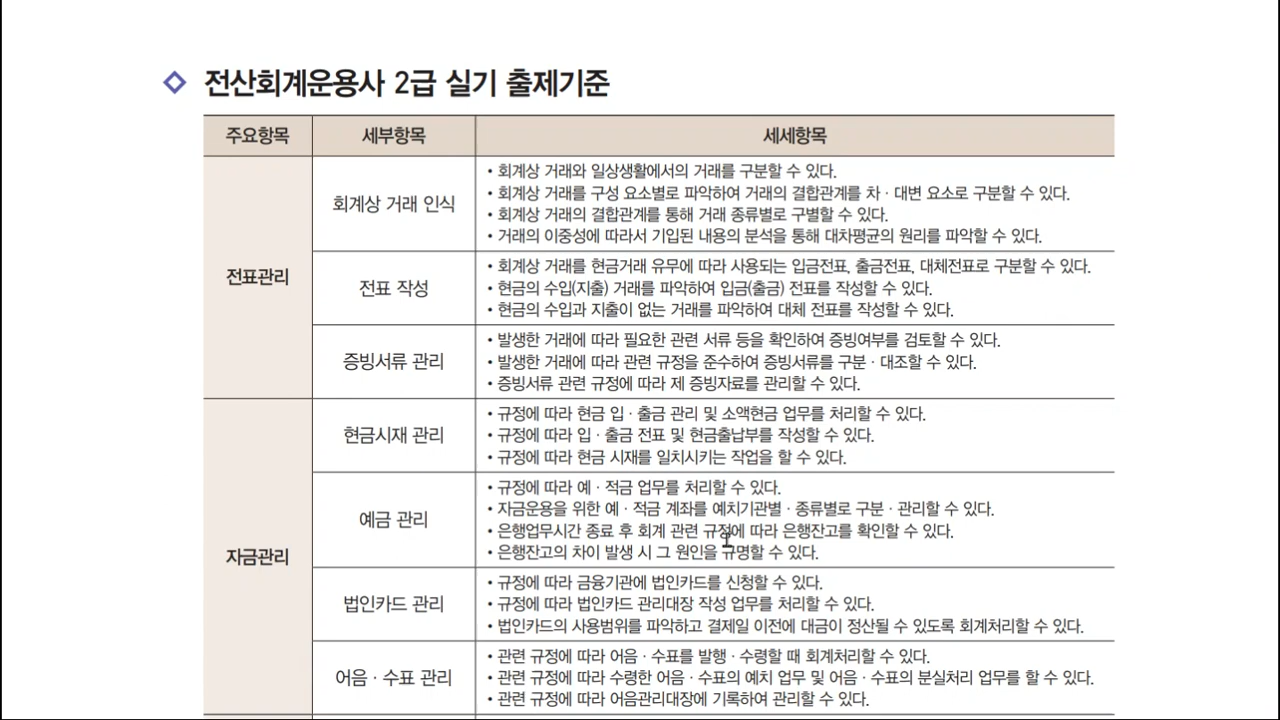 ◇ 전산회계운용사 2급 실기 출제기준
주요항목 세부항목 세세항목
전표관리
회계상 거래 인식
• 회계상 거래와 일상생활에서의 거래를 구분할 수 있다.
• 회계상 거래를 구성 요소별로 파악하여 거래의 결합관계를 차 · 대변 요소로 구분할 수 있다.
• 회계상 거래의 결합관계를 통해 거래 종류별로 구별할 수 있다.
• 거래의 이중성에 따라서 기입된 내용의 분석을 통해 대차평균의 원리를 파악할 수 있다.
전표 작성
• 회계상 거래를 현금거래 유무에 따라 사용되는 입금전표, 출금전표, 대체전표로 구분할 수 있다.
• 현금의 수입(지출) 거래를 파악하여 입금(출금) 전표를 작성할 수 있다.
• 현금의 수입과 지출이 없는 거래를 파악하여 대체 전표를 작성할 수 있다.
증빙서류 관리
• 발생한 거래에 따라 필요한 관련 서류 등을 확인하여 증빙여부를 검토할 수 있다.
• 발생한 거래에 따라 관련 규정을 준수하여 증빙서류를 구분 · 대조할 수 있다.
• 증빙서류 관련 규정에 따라 제 증빙자료를 관리할 수 있다.
자금관리
현금시재 관리
• 규정에 따라 현금 입 · 출금 관리 및 소액현금 업무를 처리할 수 있다.
• 규정에 따라 입 · 출금 전표 및 현금출납부를 작성할 수 있다.
• 규정에 따라 현금 시재를 일치시키는 작업을 할 수 있다.
예금 관리
• 규정에 따라 예 · 적금 업무를 처리할 수 있다.
• 자금운용을 위한 예 · 적금 계좌를 예치기관별 · 종류별로 구분 · 관리할 수 있다.
• 은행업무시간 종료 후 회계 관련 규정에 따라 은행잔고를 확인할 수 있다.
• 은행잔고의 차이 발생 시 그 원인을 규명할 수 있다.
법인카드 관리
• 규정에 따라 금융기관에 법인카드를 신청할 수 있다.
• 규정에 따라 법인카드 관리대장 작성 업무를 처리할 수 있다.
• 법인카드의 사용범위를 파악하고 결제일 이전에 대금이 정산될 수 있도록 회계처리할 수 있다.
어음 · 수표 관리
• 관련 규정에 따라 어음 · 수표를 발행 · 수령할 때 회계처리할 수 있다.
• 관련 규정에 따라 수령한 어음 · 수표의 예치 업무 및 어음 · 수표의 분실처리 업무를 할 수 있다.
• 관련 규정에 따라 어음관리대장에 기록하여 관리할 수 있다.